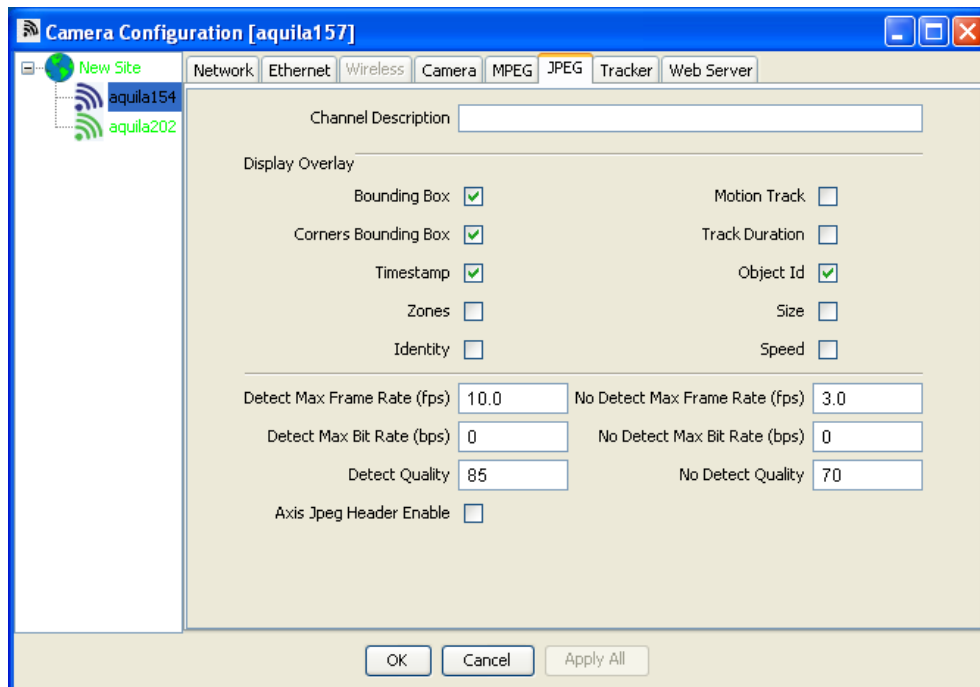 Camera Configuration [aquila157]
New Site
aquila154
aquila202
Network Ethernet Wireless Camera MPEG JPEG Tracker Web Server
Channel Description
Display Overlay
Bounding Box Motion Track
Corners Bounding Box Track Duration
Timestamp Object Id
Zones Size
Identity Speed
Detect Max Frame Rate (fps) 10.0 No Detect Max Frame Rate (fps) 3.0
Detect Max Bit Rate (bps) 0 No Detect Max Bit Rate (bps) 0
Detect Quality 85 No Detect Quality 70
Axis Jpeg Header Enable
OK Cancel Apply All